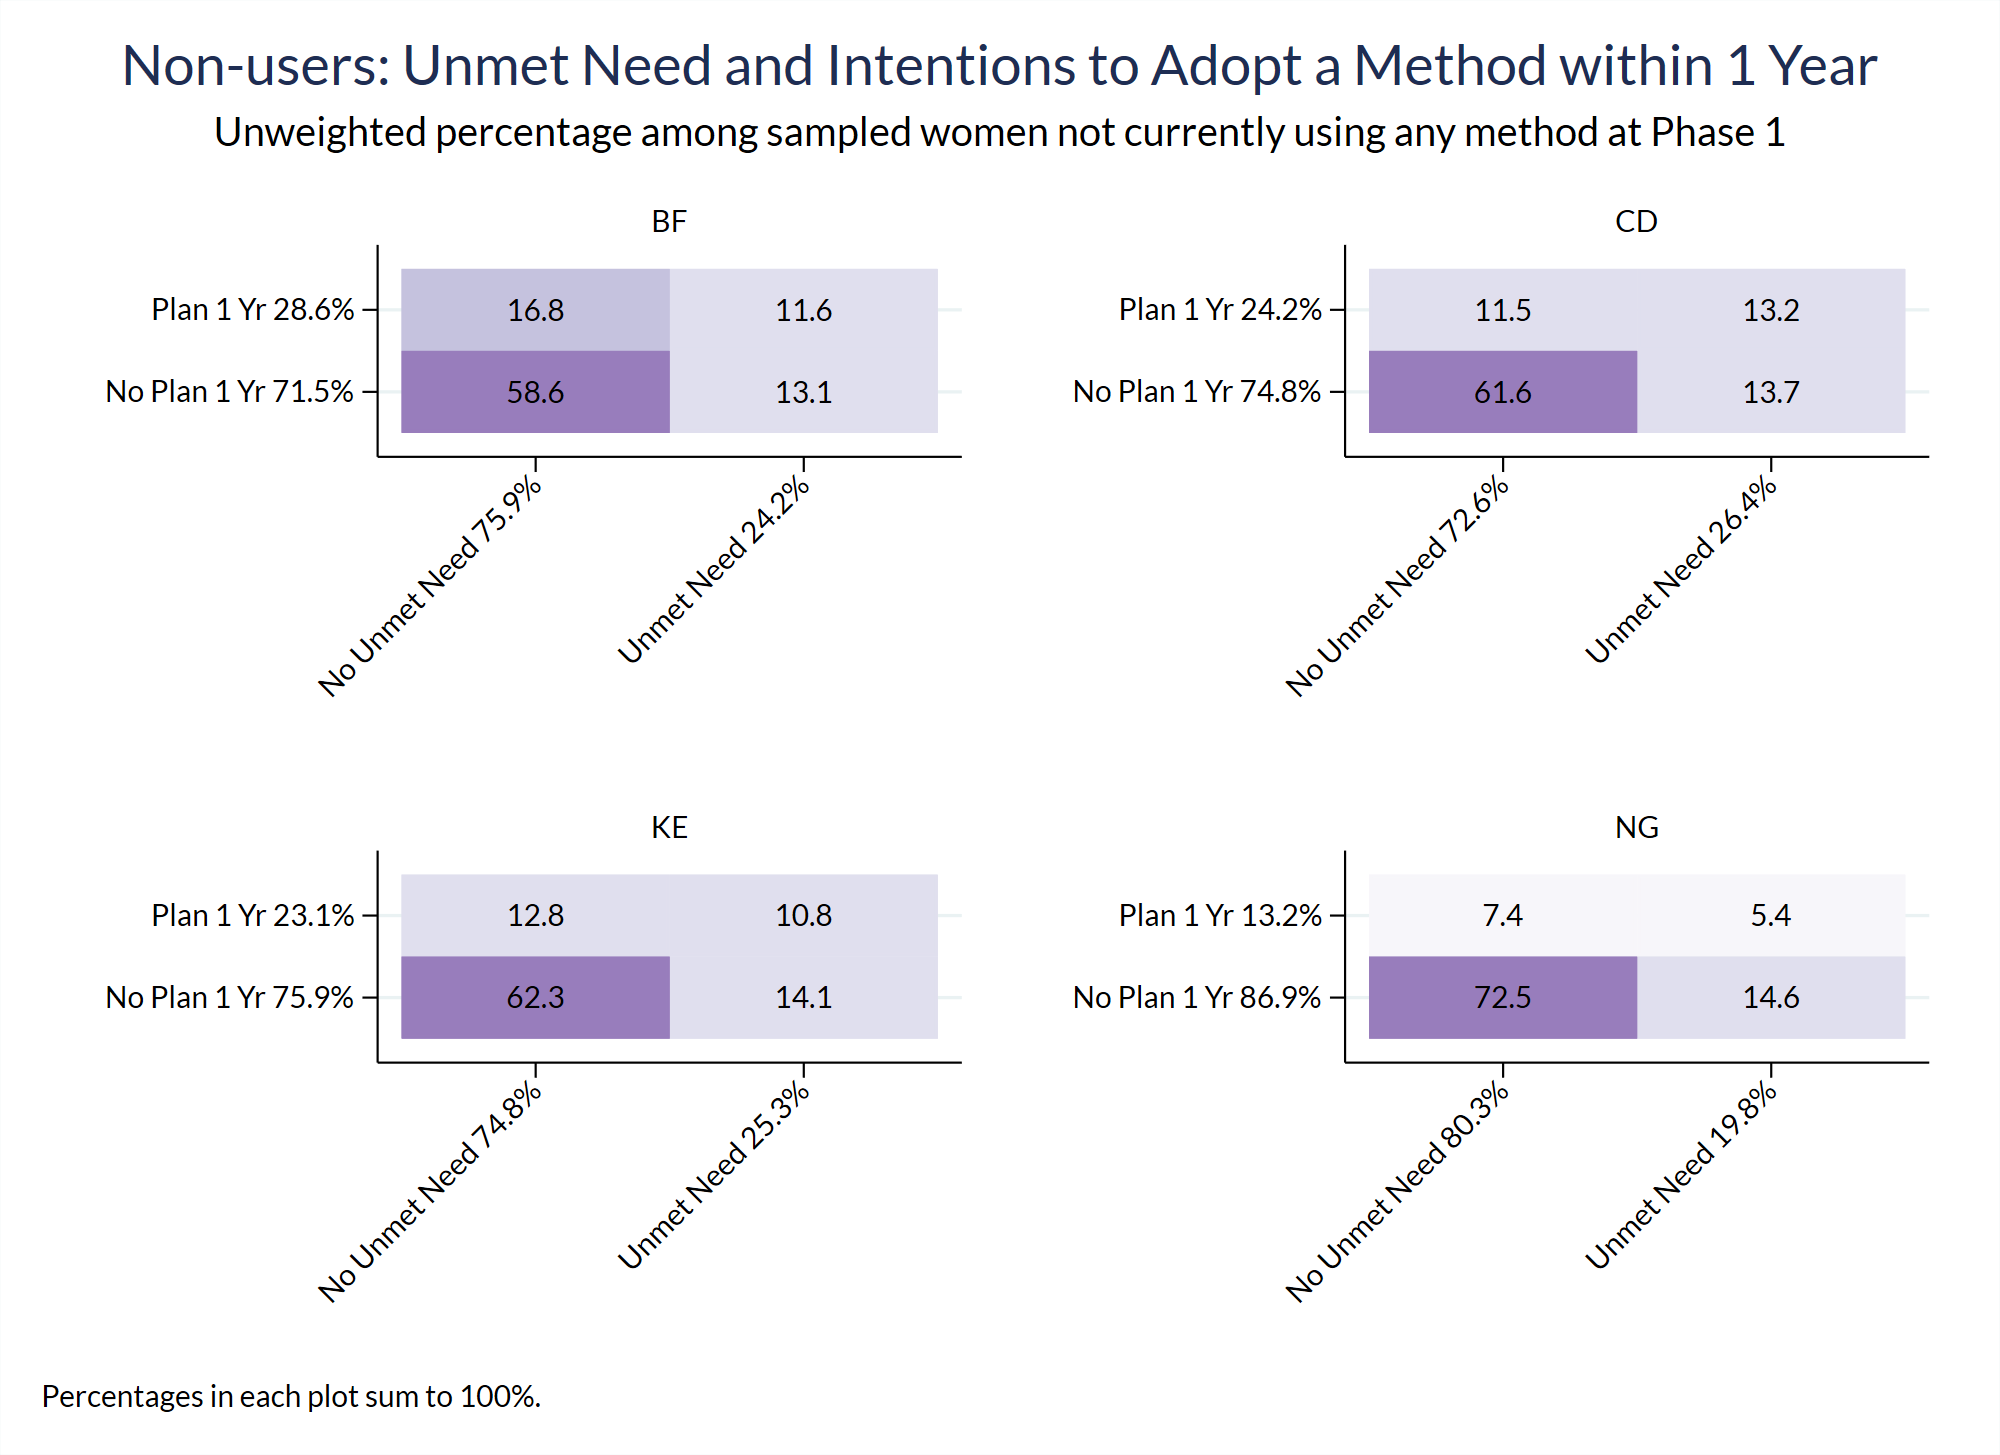 Non-users: Unmet Need and Intentions to Adopt a Method within 1 Year
Unweighted percentage among sampled women not currently using any method at Phase 1
BF
Plan 1 Yr 28.6%
16.8
11.6
No Plan 1 Yr 71.5%
58.6
13.1
No Unmet Need 75.9%
Unmet Need 24.2%
CD
Plan 1 Yr 24.2%
11.5
13.2
No Plan 1 Yr 74.8%
61.6
13.7
No Unmet Need 72.6%
Unmet Need 26.4%
KE
Plan 1 Yr 23.1%
12.8
10.8
No Plan 1 Yr 75.9%
62.3
14.1
No Unmet Need 74.8%
Unmet Need 25.3%
NG
Plan 1 Yr 13.2%
7.4
5.4
No Plan 1 Yr 86.9%
72.5
14.6
No Unmet Need 80.3%
Unmet Need 19.8%
Percentages in each plot sum to 100%.